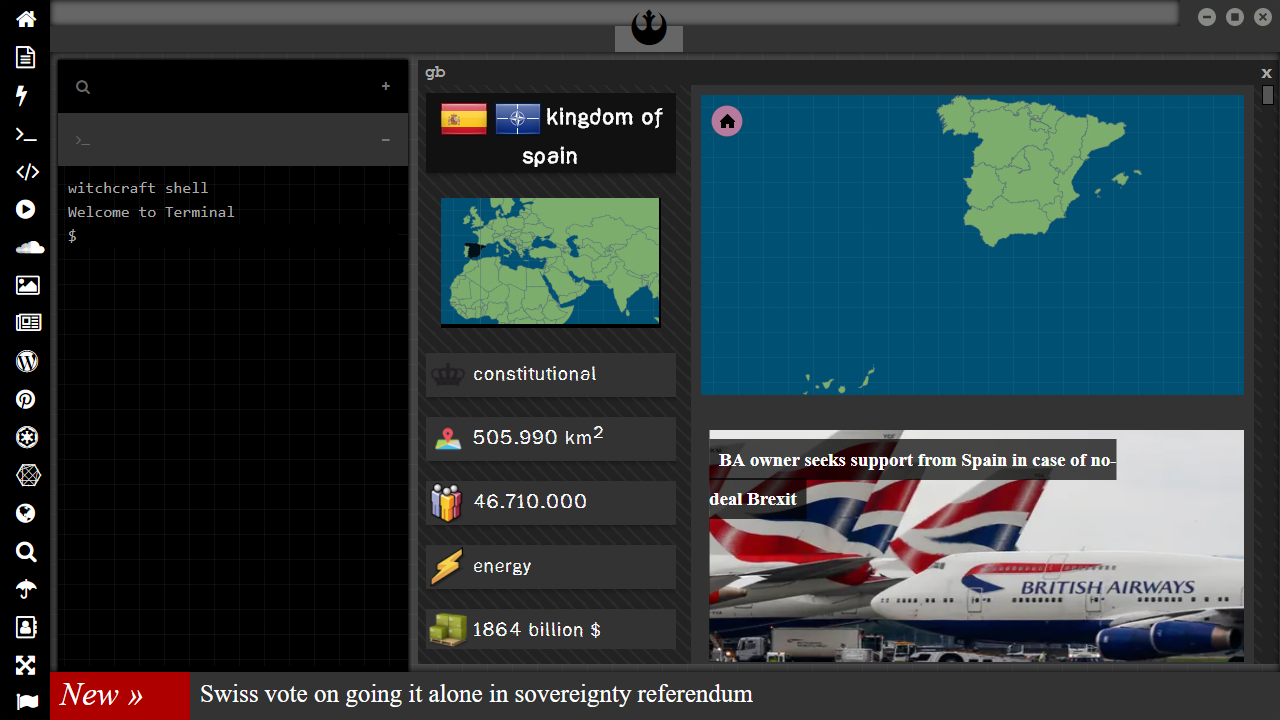 gb
x
+
>_
–
witchcraft shell
Welcome to Terminal
$
kingdom of
spain
constitutional
505.990 km²
46.710.000
energy
1864 billion $
BA owner seeks support from Spain in case of no-
deal Brexit
BRITISH AIRWAYS
New » Swiss vote on going it alone in sovereignty referendum